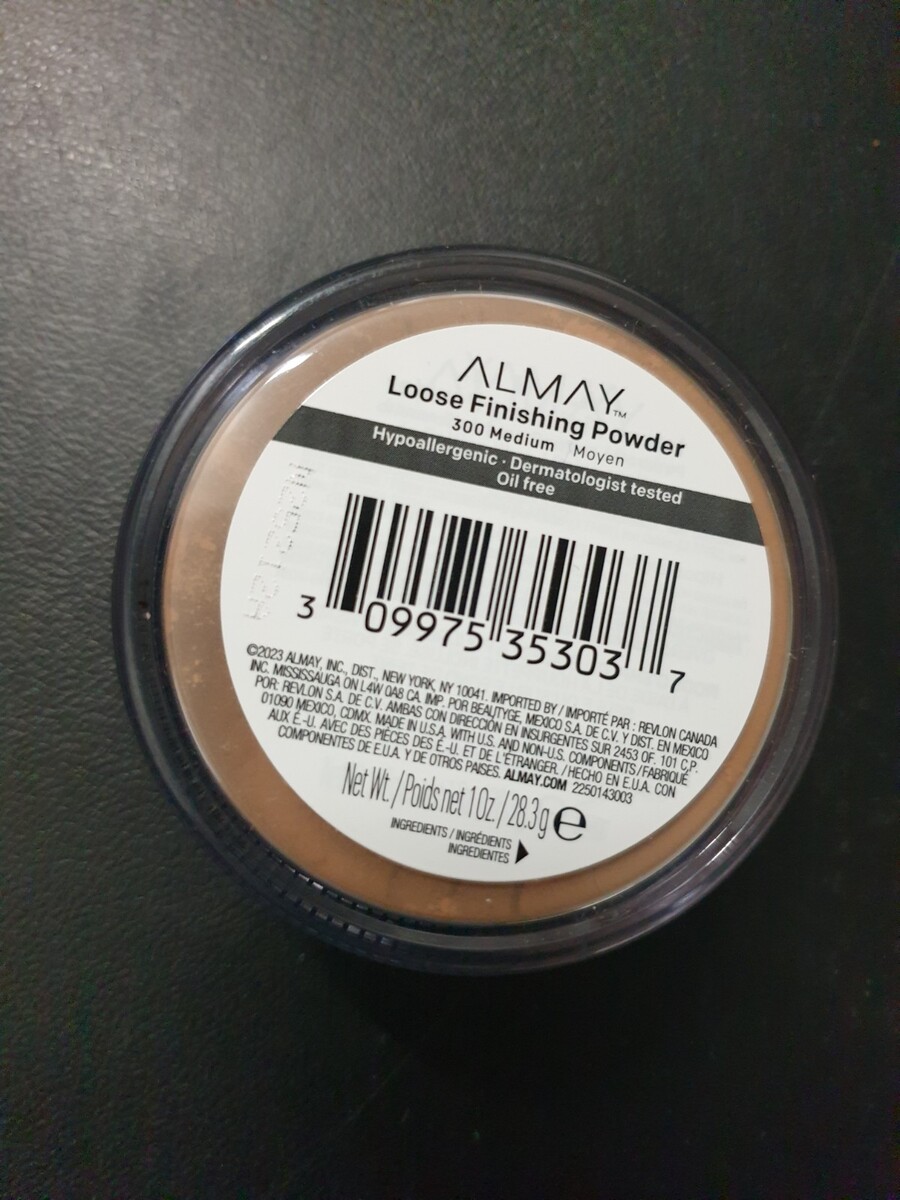 ALMAY™
Loose Finishing Powder
300 Medium | Moyen
Hypoallergenic · Dermatologist tested
Oil free
3 09975 35303 7
©2023 ALMAY, INC., DIST., NEW YORK, NY 10041. IMPORTED BY / IMPORTÉ PAR : REVLON CANADA
INC. MISSISSAUGA ON L4W 0A8 CA. IMP. POR BEAUTYGE, MEXICO, S.A. DE C.V. Y DIST. EN MEXICO
POR: REVLON S.A. DE C.V. AMBAS CON DIRECCIÓN EN INSURGENTES SUR 2453 OF. 101 C.P.
01090 MEXICO, CDMX. MADE IN U.S.A. WITH U.S. AND NON-U.S. COMPONENTS / FABRIQUÉ
AUX É.-U. AVEC DES PIÈCES DES É.-U. ET DE L'ÉTRANGER. / HECHO EN E.U.A. CON
COMPONENTES DE E.U.A. Y DE OTROS PAISES. ALMAY.COM 2250143003
Net Wt. / Poids net 1 Oz. / 28.3 g ℮
INGREDIENTS / INGRÉDIENTS
INGREDIENTES